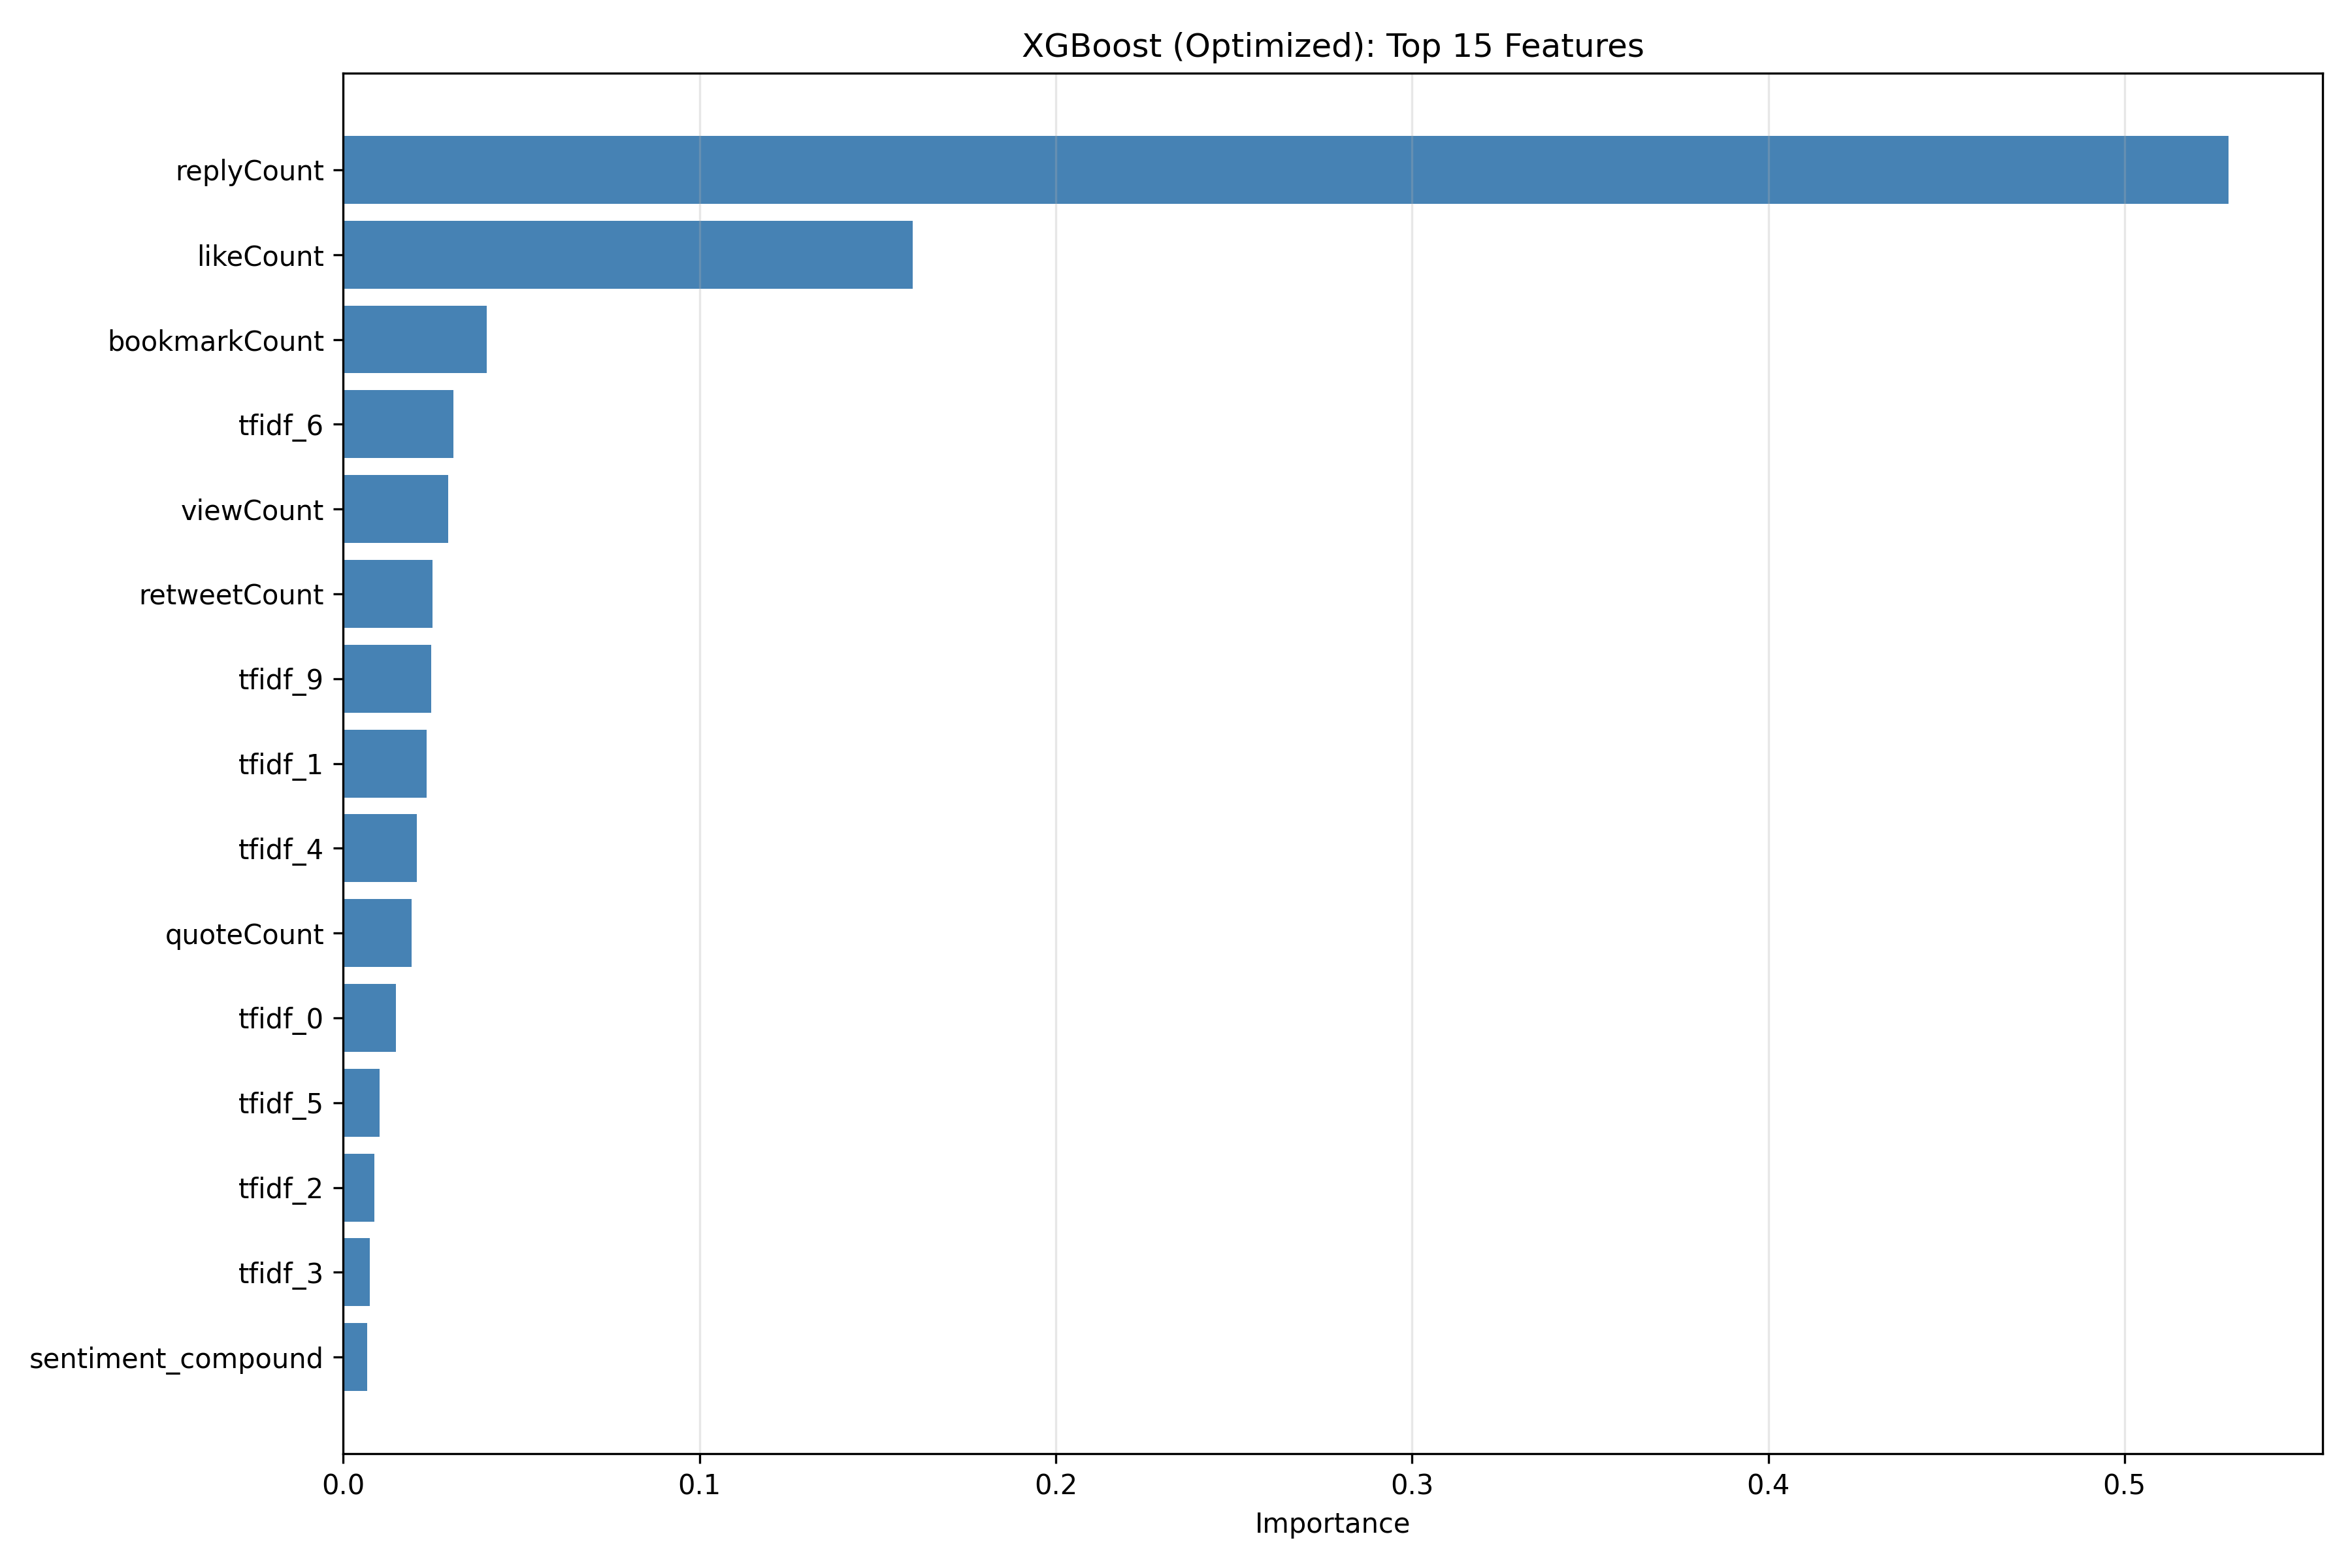 XGBoost (Optimized): Top 15 Features
replyCount
likeCount
bookmarkCount
tfidf_6
viewCount
retweetCount
tfidf_9
tfidf_1
tfidf_4
quoteCount
tfidf_0
tfidf_5
tfidf_2
tfidf_3
sentiment_compound
0.0 0.1 0.2 0.3 0.4 0.5
Importance